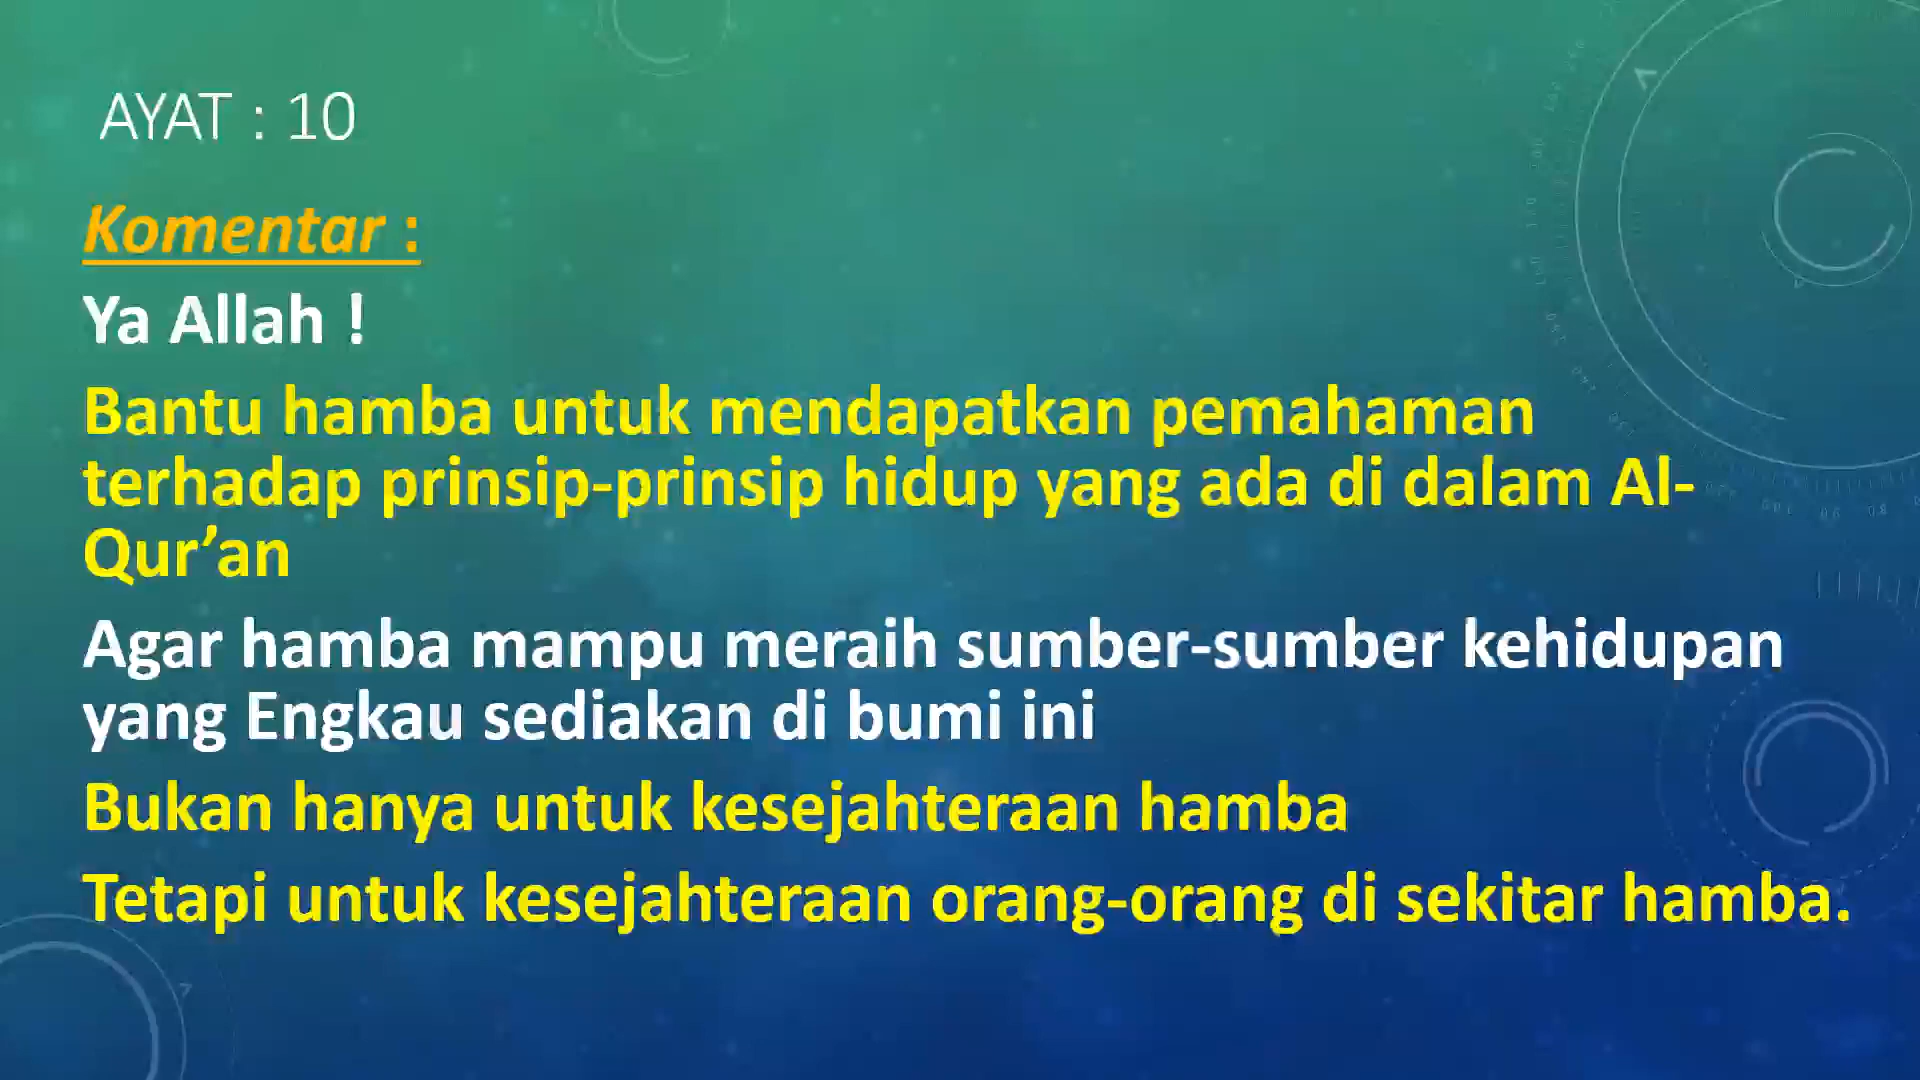 AYAT : 10
Komentar :
Ya Allah !
Bantu hamba untuk mendapatkan pemahaman
terhadap prinsip-prinsip hidup yang ada di dalam Al-
Qur’an
Agar hamba mampu meraih sumber-sumber kehidupan
yang Engkau sediakan di bumi ini
Bukan hanya untuk kesejahteraan hamba
Tetapi untuk kesejahteraan orang-orang di sekitar hamba.